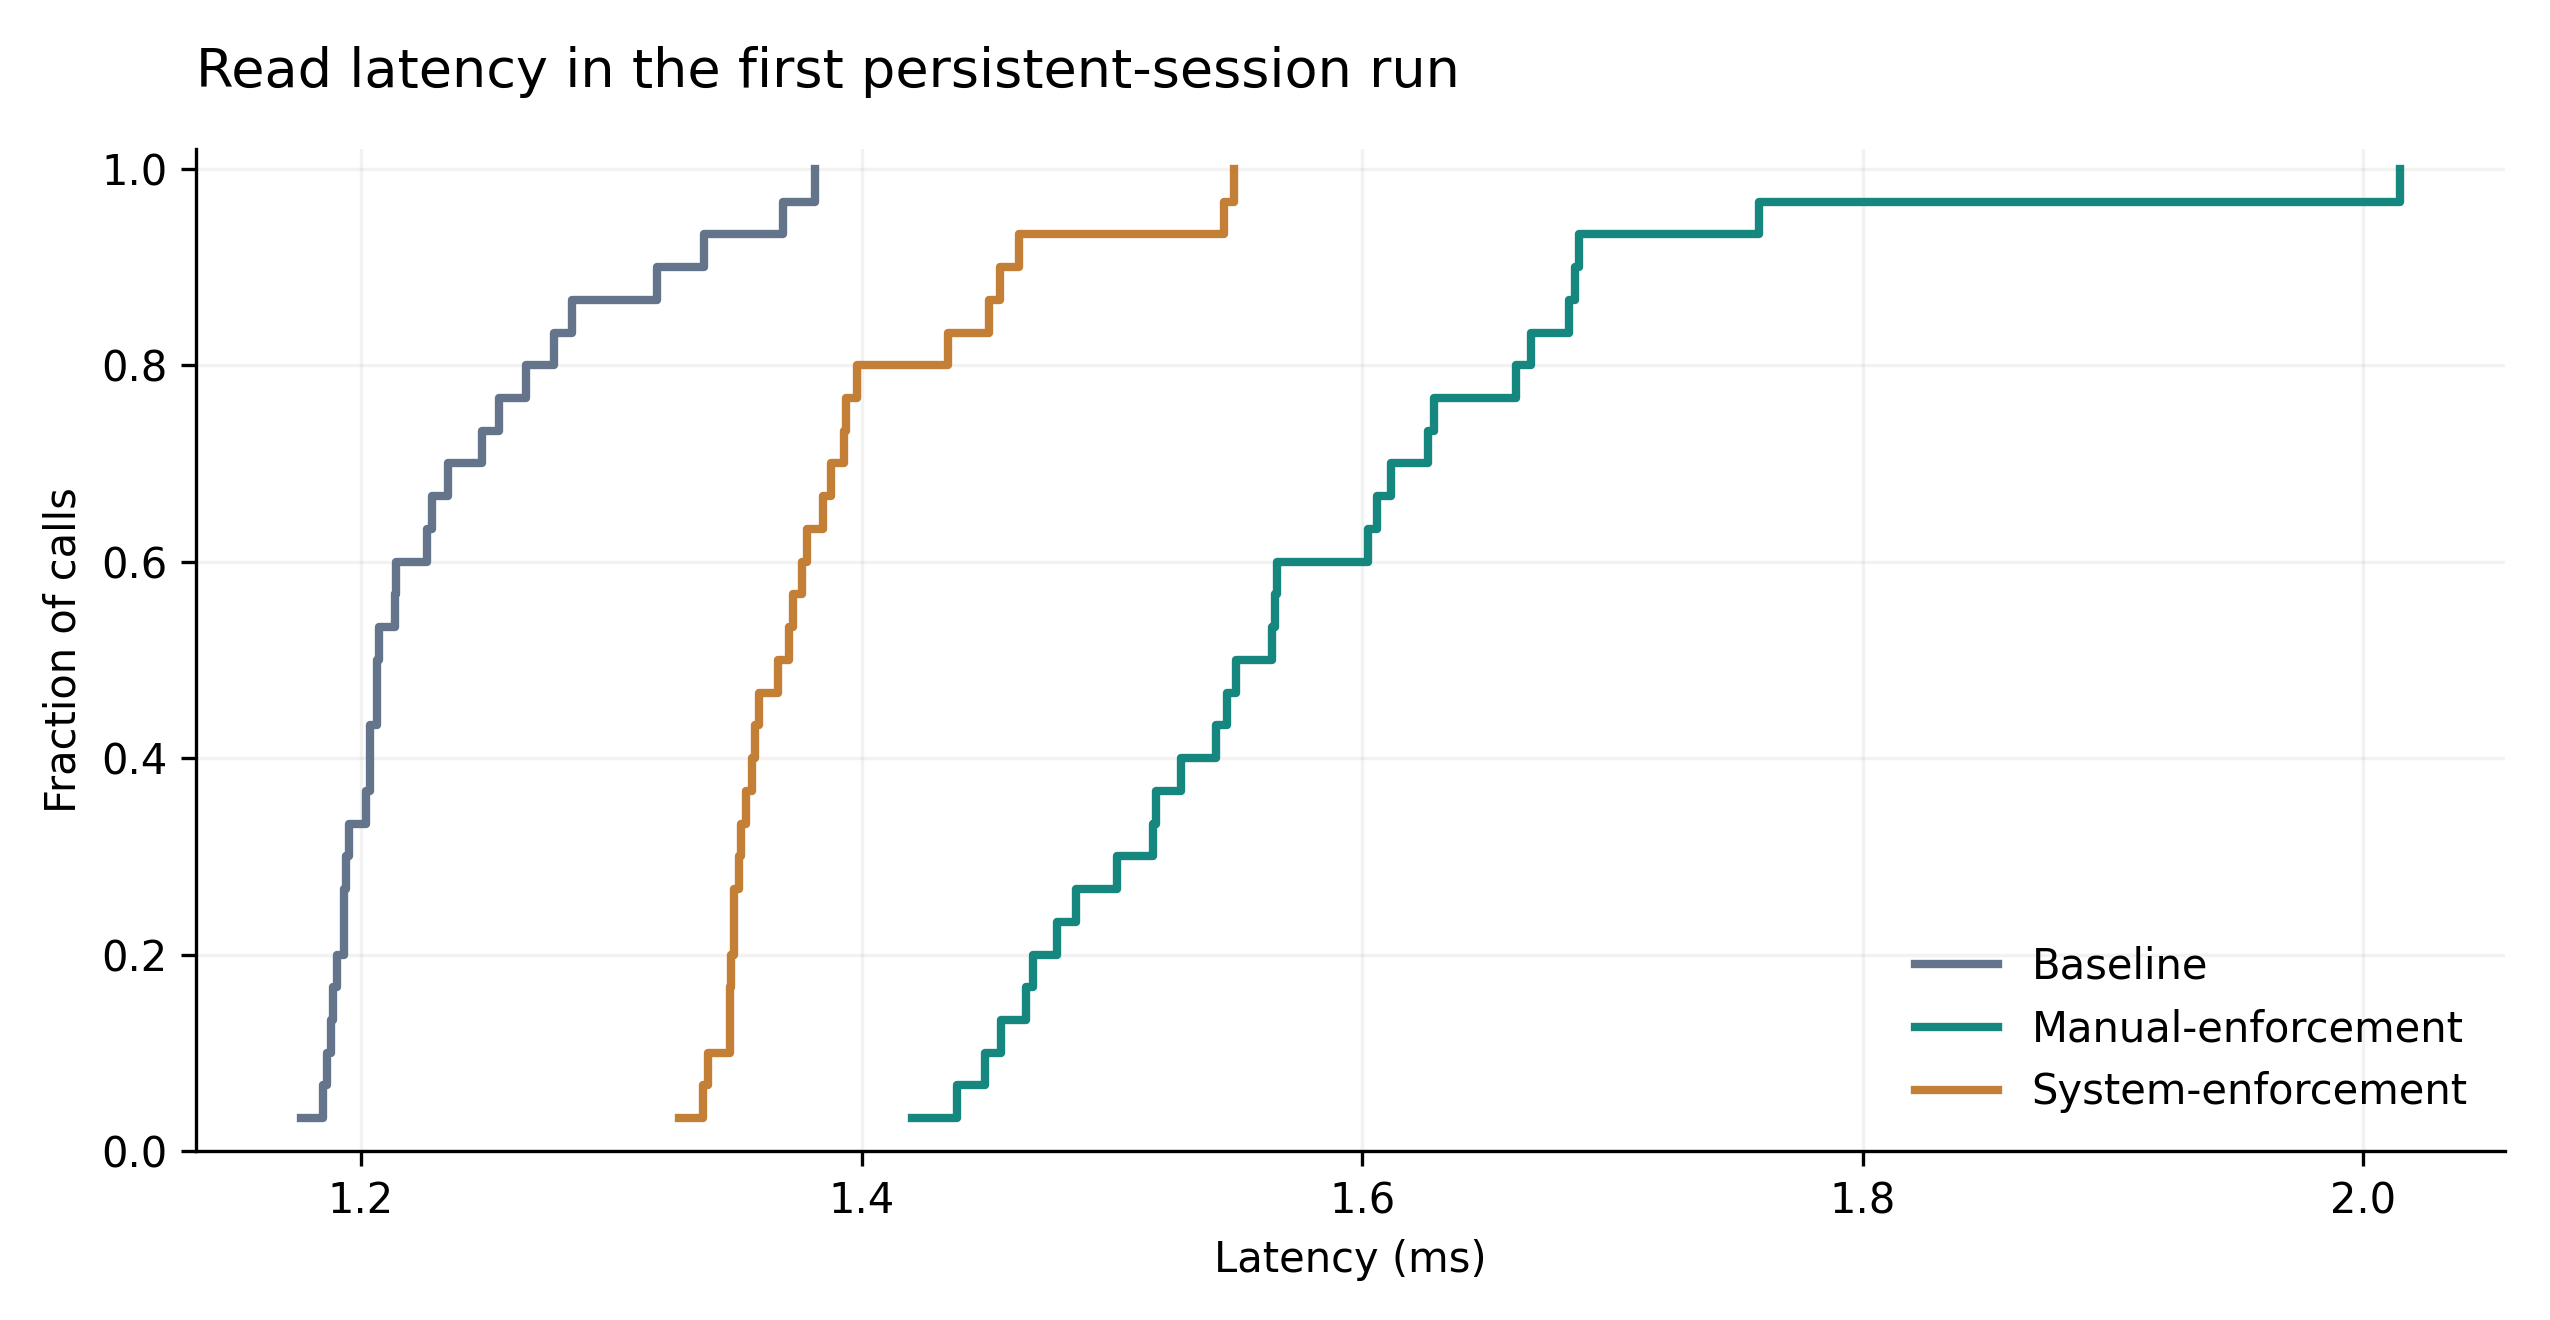 Read latency in the first persistent-session run
1.0
0.8
0.6
0.4
0.2
0.0
Fraction of calls
Baseline
Manual-enforcement
System-enforcement
1.2 1.4 1.6 1.8 2.0
Latency (ms)